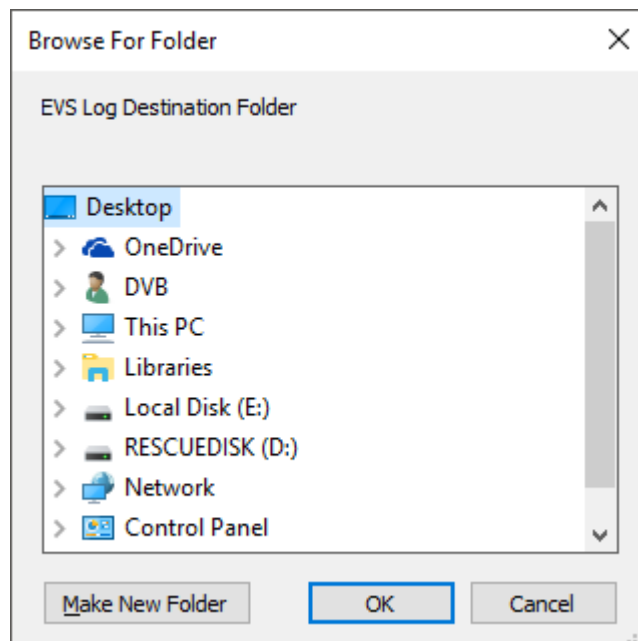 Browse For Folder
EVS Log Destination Folder
Desktop
OneDrive
DVB
This PC
Libraries
Local Disk (E:)
RESCUEDISK (D:)
Network
Control Panel
Make New Folder
OK
Cancel